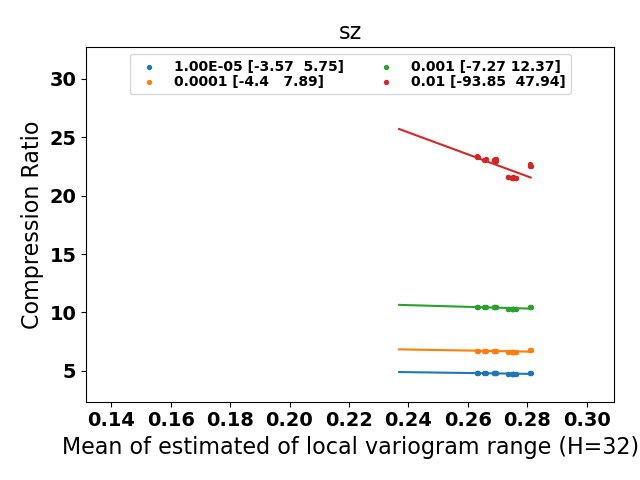 sz
1.00E-05 [-3.57  5.75]
0.0001 [-4.4   7.89]
0.001 [-7.27 12.37]
0.01 [-93.85  47.94]
Compression Ratio
30
25
20
15
10
5
0.14 0.16 0.18 0.20 0.22 0.24 0.26 0.28 0.30
Mean of estimated of local variogram range (H=32)